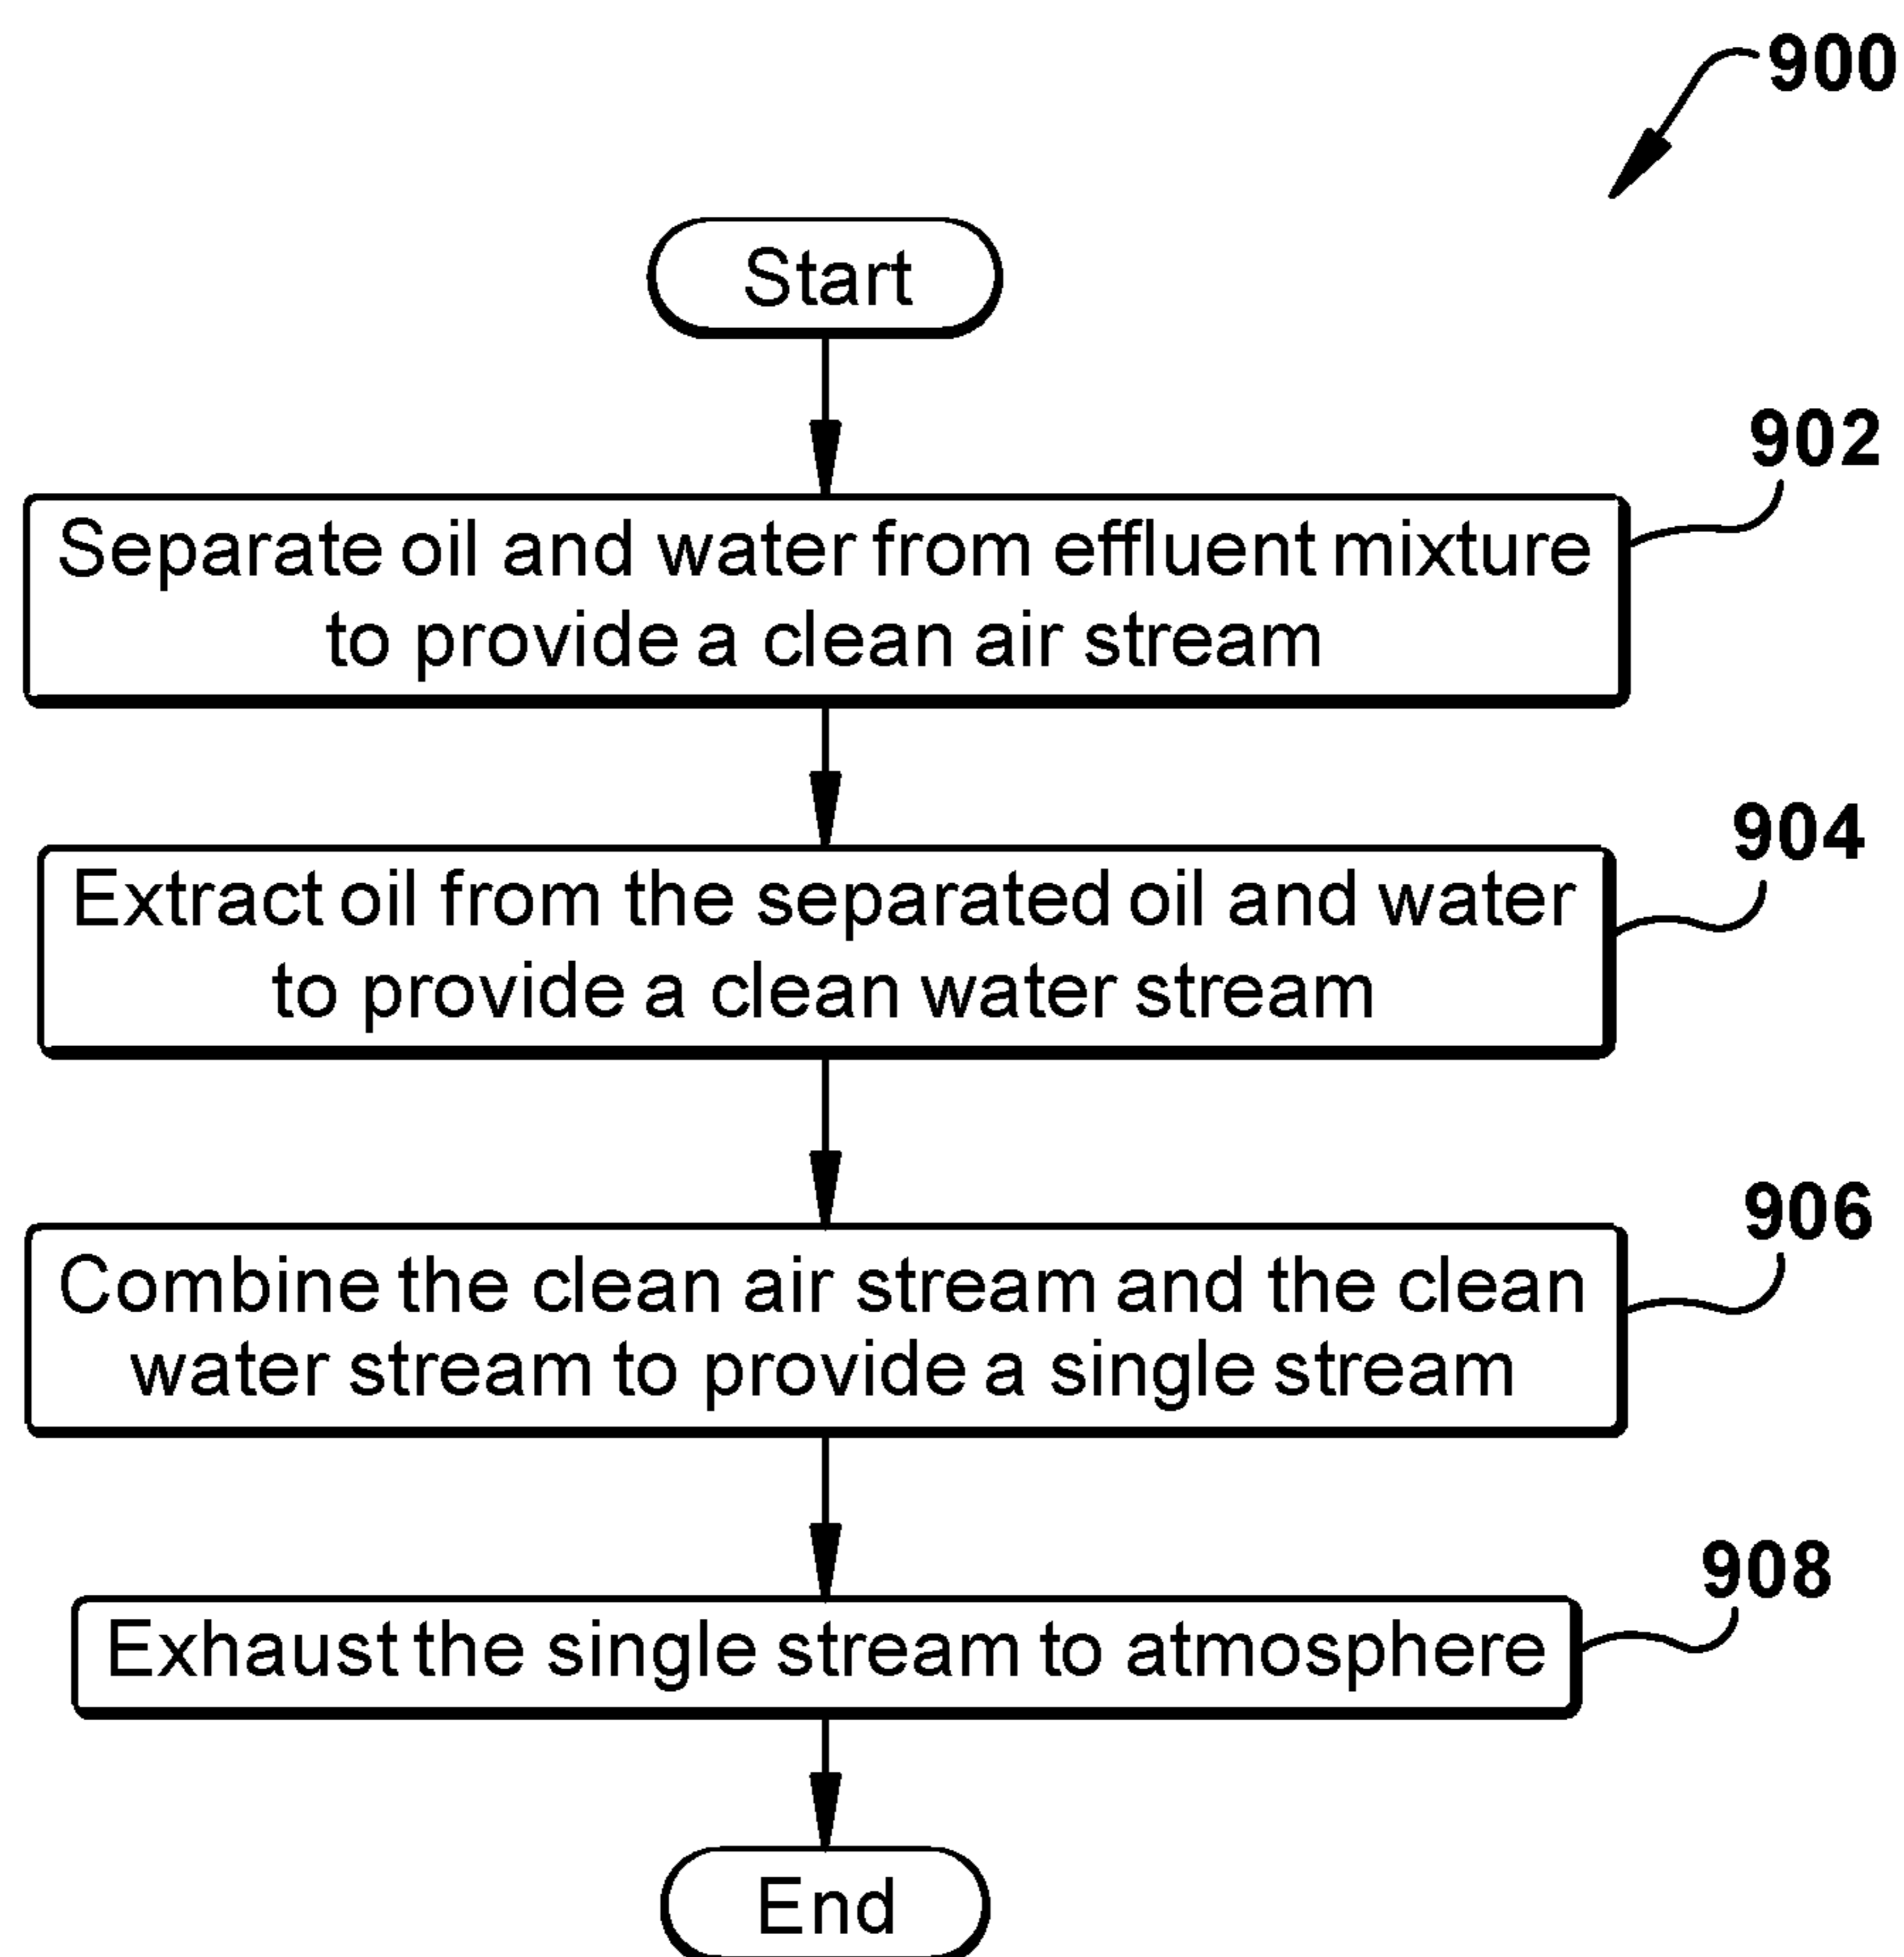 900
Start
902
Separate oil and water from effluent mixture
to provide a clean air stream
904
Extract oil from the separated oil and water
to provide a clean water stream
906
Combine the clean air stream and the clean
water stream to provide a single stream
908
Exhaust the single stream to atmosphere
End